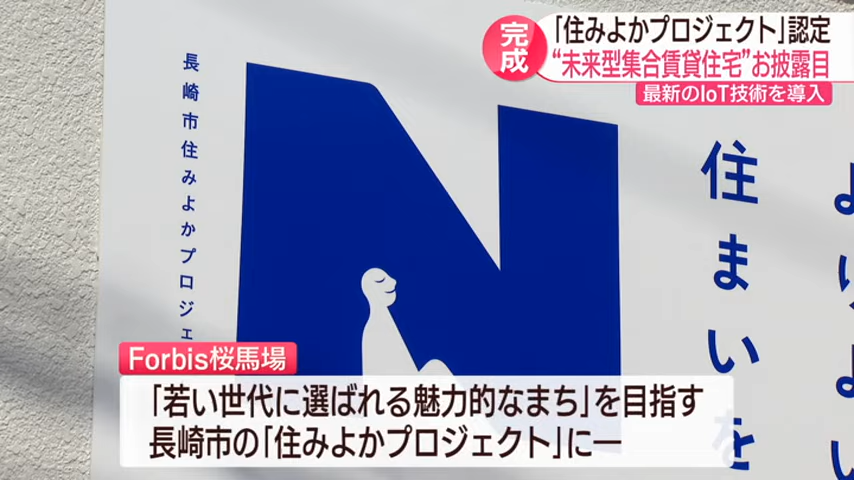 完成
「住みよかプロジェクト」認定
“未来型集合賃貸住宅”お披露目
最新のIoT技術を導入
長崎市住みよかプロジェ
住まいを
よりよい
Forbis桜馬場
「若い世代に選ばれる魅力的なまち」を目指す
長崎市の「住みよかプロジェクト」に―